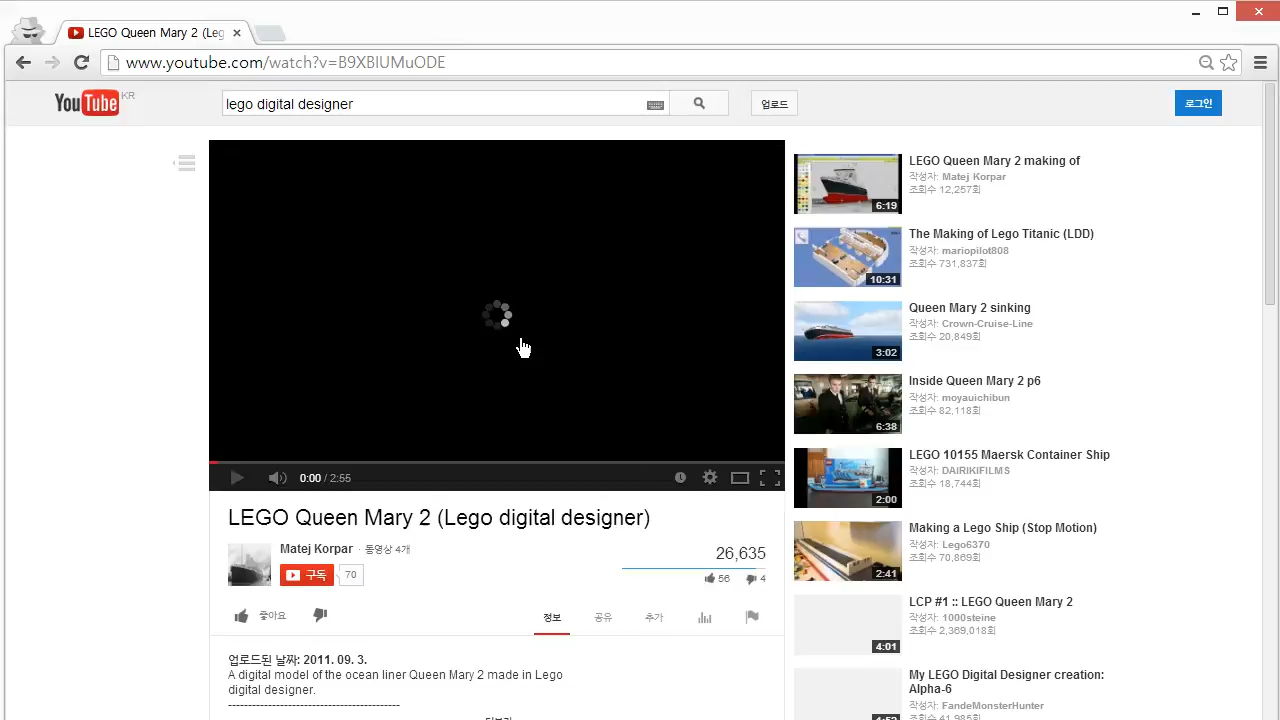 LEGO Queen Mary 2 (Leg
www.youtube.com/watch?v=B9XBlUMuODE
YouTube KR
lego digital designer
업로드
로그인
0:00 / 2:55
LEGO Queen Mary 2 (Lego digital designer)
Matej Korpar · 동영상 4개
구독 70
26,635
56 4
좋아요
정보 공유 추가
업로드된 날짜: 2011. 09. 3.
A digital model of the ocean liner Queen Mary 2 made in Lego
digital designer.
-------------------------------------------
6:19
LEGO Queen Mary 2 making of
작성자: Matej Korpar
조회수 12,257회
10:31
The Making of Lego Titanic (LDD)
작성자: mariopilot808
조회수 731,837회
3:02
Queen Mary 2 sinking
작성자: Crown-Cruise-Line
조회수 20,849회
6:38
Inside Queen Mary 2 p6
작성자: moyauichibun
조회수 82,118회
2:00
LEGO 10155 Maersk Container Ship
작성자: DAIRIKIFILMS
조회수 18,744회
2:41
Making a Lego Ship (Stop Motion)
작성자: Lego6370
조회수 70,869회
4:01
LCP #1 :: LEGO Queen Mary 2
작성자: 1000steine
조회수 2,369,018회
My LEGO Digital Designer creation:
Alpha-6
작성자: FandeMonsterHunter
조회수 41,985회